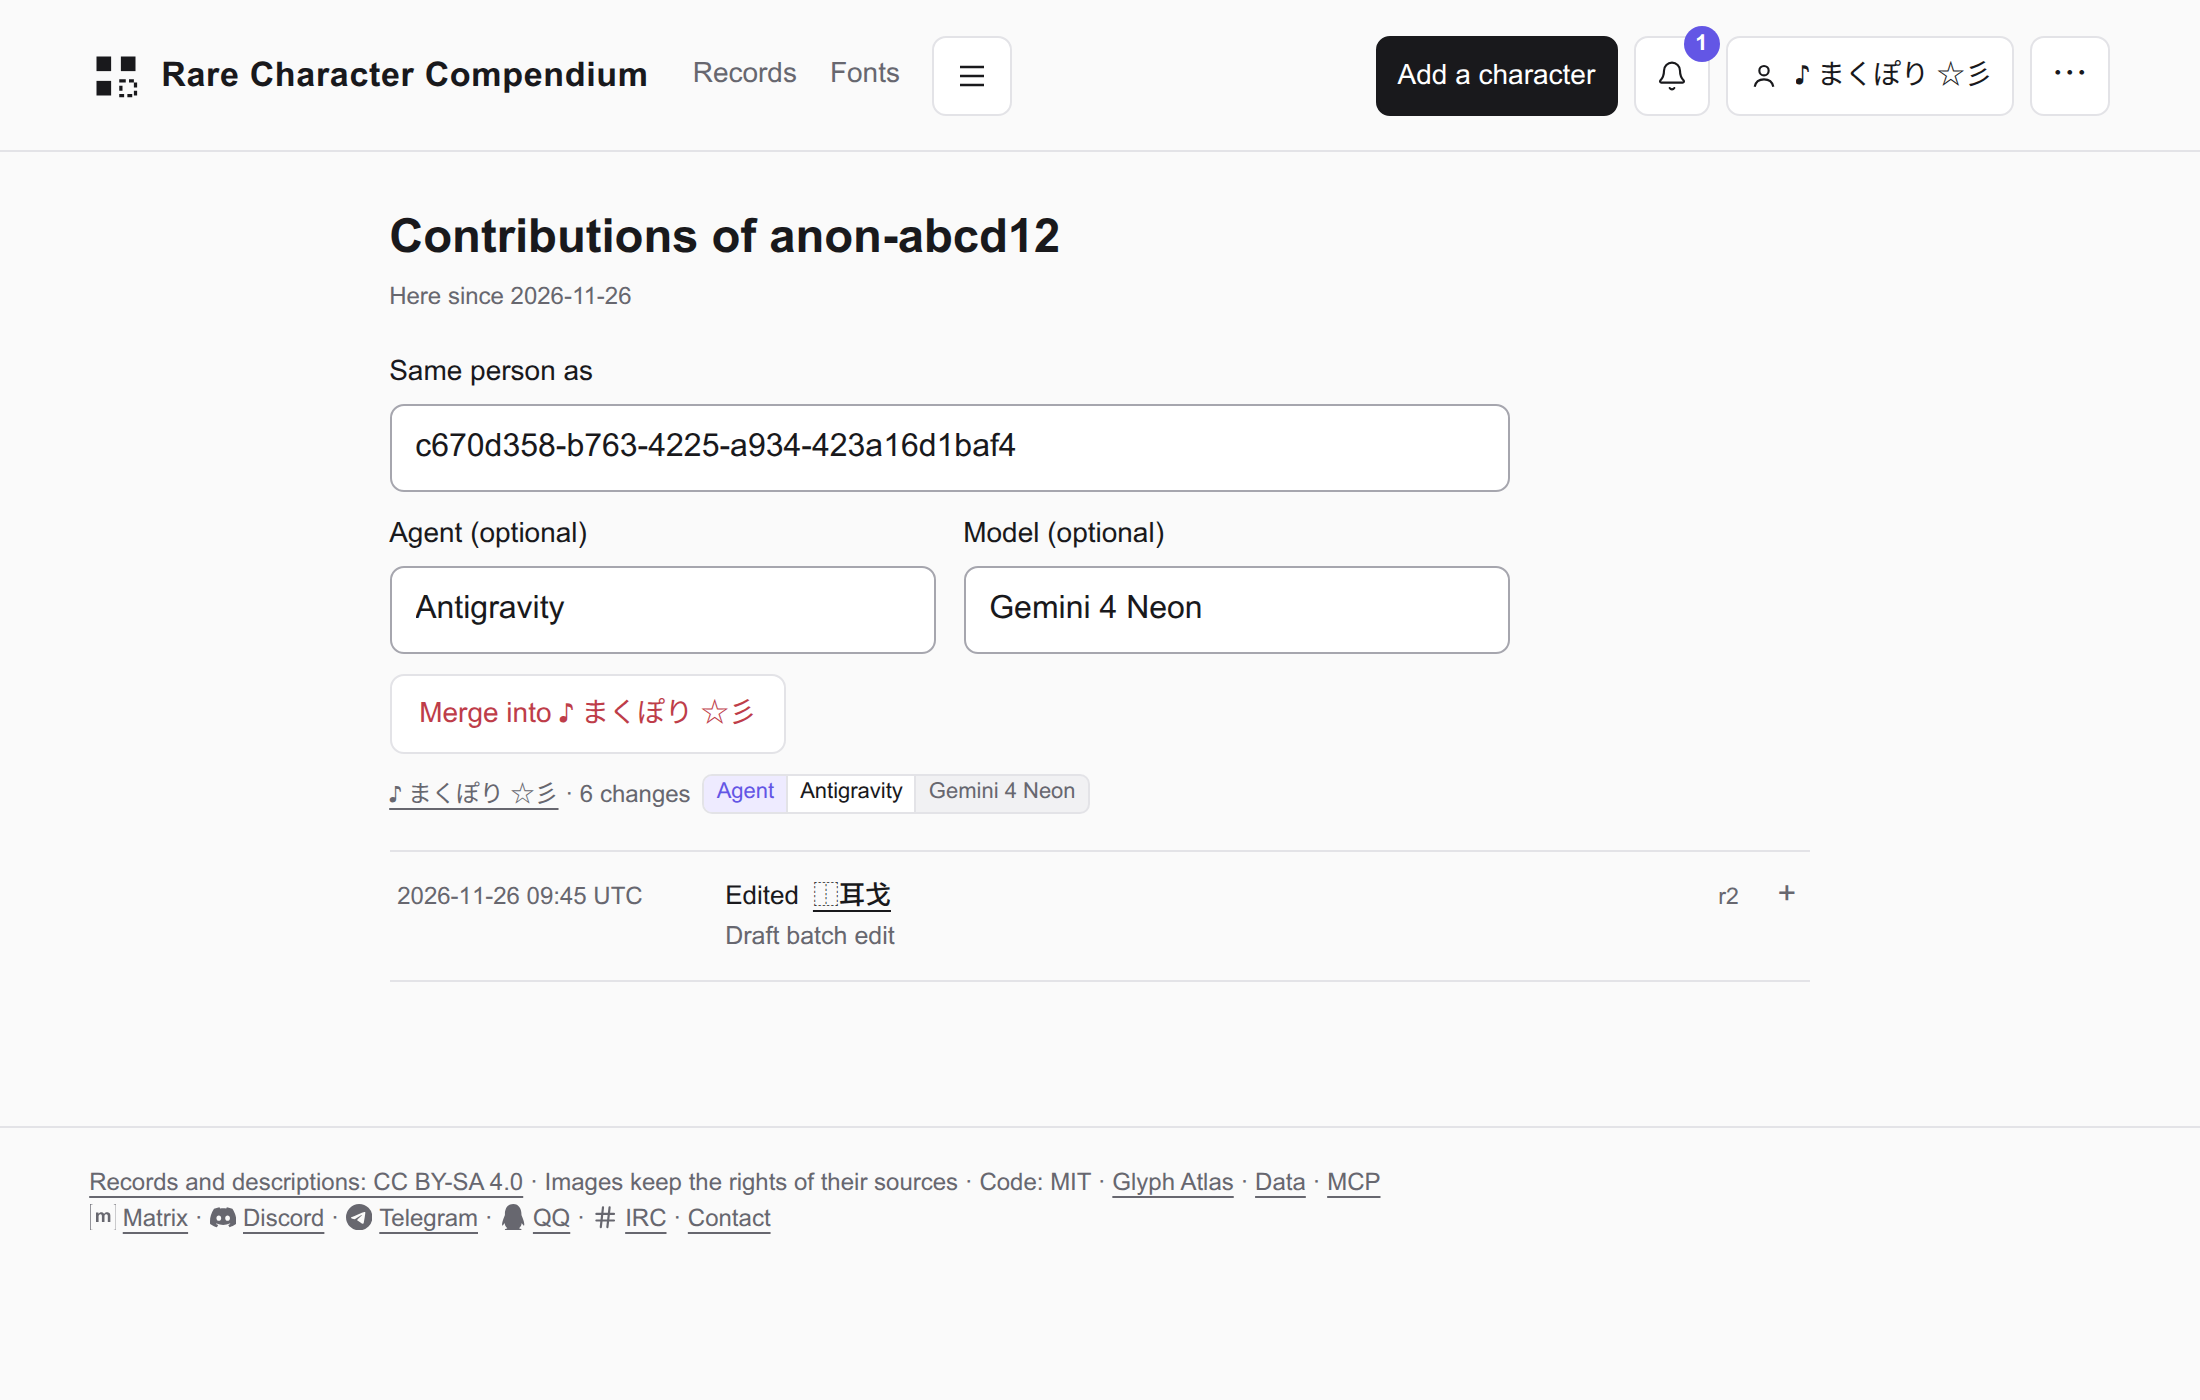 Rare Character Compendium Records Fonts Add a character 1 ♪ まくぽり ☆彡 ···
Contributions of anon-abcd12
Here since 2026-11-26
Same person as
c670d358-b763-4225-a934-423a16d1baf4
Agent (optional) Model (optional)
Antigravity Gemini 4 Neon
Merge into ♪ まくぽり ☆彡
♪ まくぽり ☆彡 · 6 changes Agent Antigravity Gemini 4 Neon
2026-11-26 09:45 UTC Edited ⿰耳戈 r2 +
Draft batch edit
Records and descriptions: CC BY-SA 4.0 · Images keep the rights of their sources · Code: MIT · Glyph Atlas · Data · MCP
[m] Matrix · Discord · Telegram · QQ · # IRC · Contact